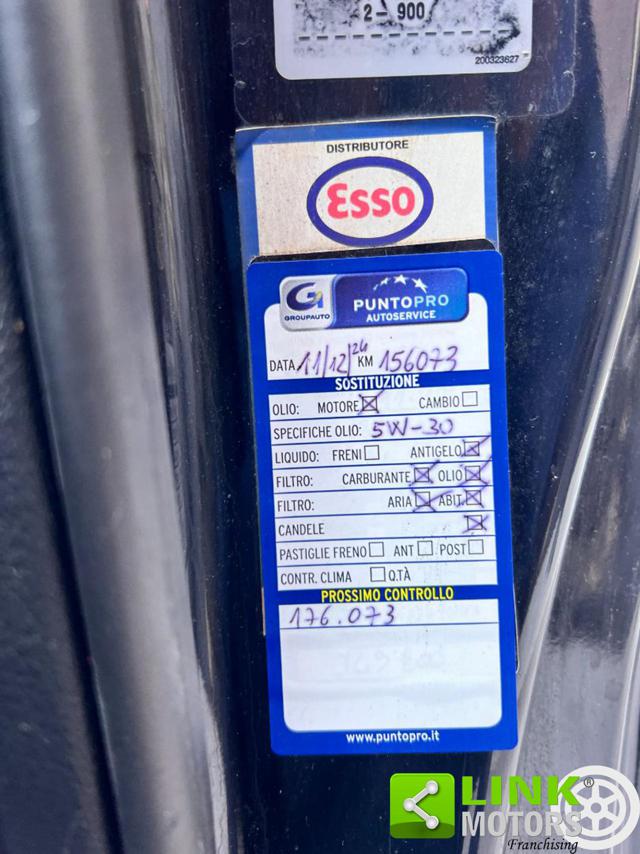 2- 900
200323627
DISTRIBUTORE
Esso
G PUNTOPRO
GROUPAUTO AUTOSERVICE
DATA 11/12/24 KM 156073
SOSTITUZIONE
OLIO: MOTORE CAMBIO
SPECIFICHE OLIO: 5W-30
LIQUIDO: FRENI ANTIGELO
FILTRO: CARBURANTE OLIO
FILTRO: ARIA ABIT.
CANDELE
PASTIGLIE FRENO ANT POST
CONTR. CLIMA Q.TÀ
PROSSIMO CONTROLLO
176.073
www.puntopro.it
LINK®
MOTORS
Franchising